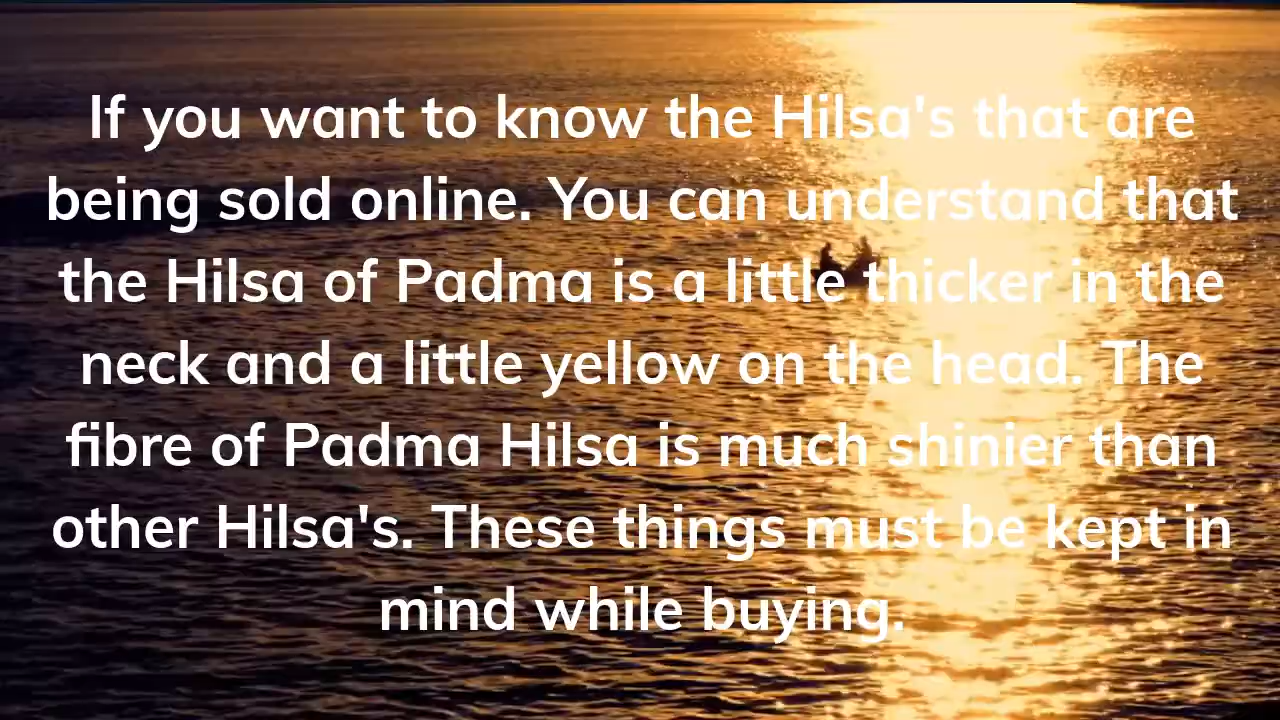 If you want to know the Hilsa's that are
being sold online. You can understand that
the Hilsa of Padma is a little thicker in the
neck and a little yellow on the head. The
fibre of Padma Hilsa is much shinier than
other Hilsa's. These things must be kept in
mind while buying.